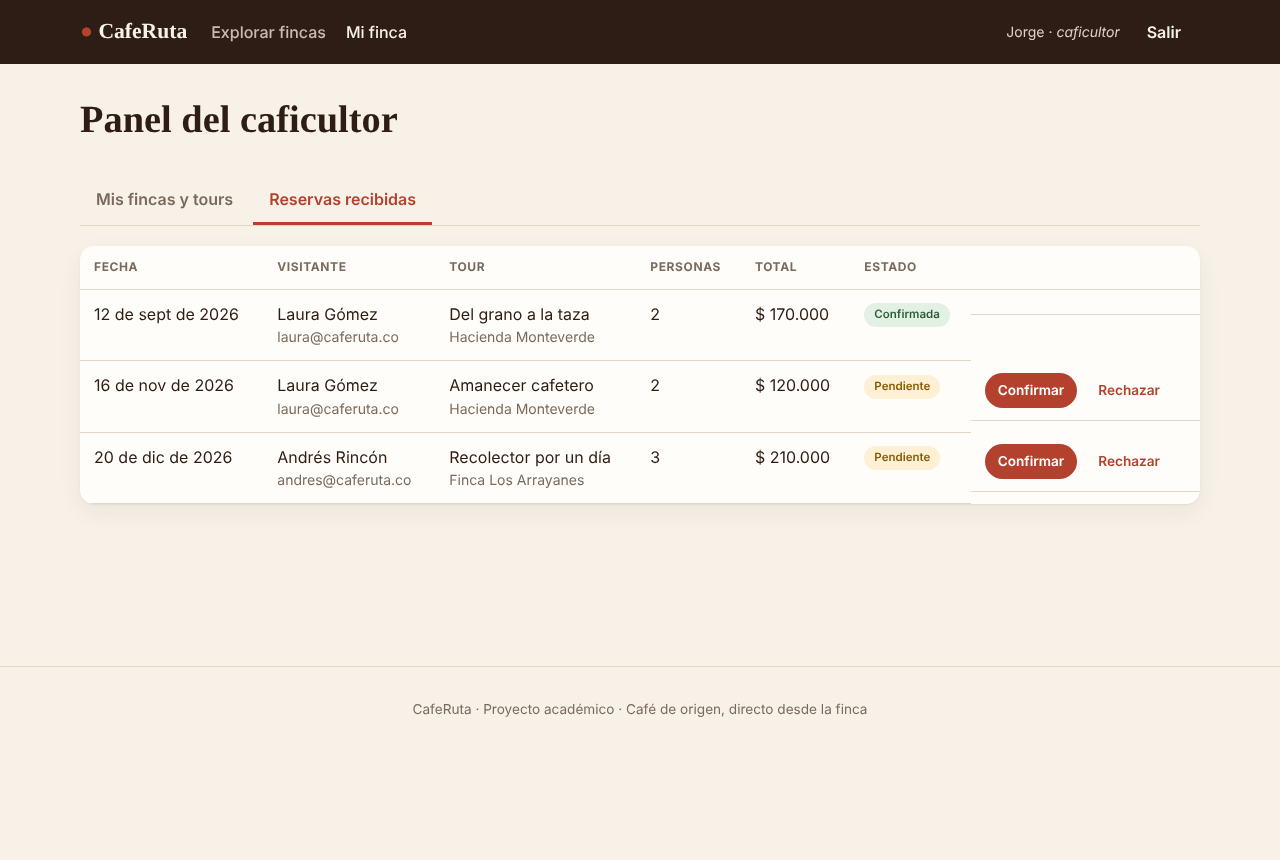 CafeRuta Explorar fincas Mi finca Jorge · caficultor Salir
Panel del caficultor
Mis fincas y tours Reservas recibidas
FECHA VISITANTE TOUR PERSONAS TOTAL ESTADO
12 de sept de 2026 Laura Gómez Del grano a la taza 2 $ 170.000 Confirmada
laura@caferuta.co Hacienda Monteverde
16 de nov de 2026 Laura Gómez Amanecer cafetero 2 $ 120.000 Pendiente Confirmar Rechazar
laura@caferuta.co Hacienda Monteverde
20 de dic de 2026 Andrés Rincón Recolector por un día 3 $ 210.000 Pendiente Confirmar Rechazar
andres@caferuta.co Finca Los Arrayanes
CafeRuta · Proyecto académico · Café de origen, directo desde la finca